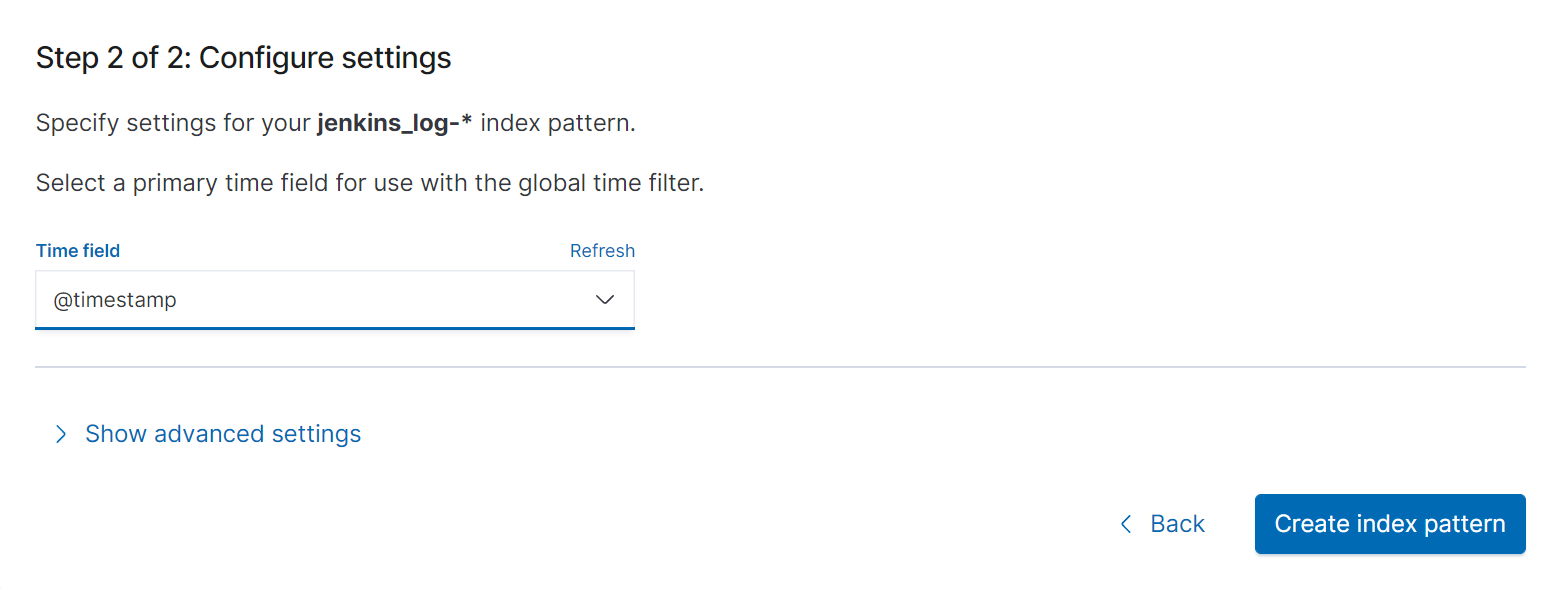 Step 2 of 2: Configure settings
Specify settings for your jenkins_log-* index pattern.
Select a primary time field for use with the global time filter.
Time field Refresh
@timestamp
Show advanced settings
Back Create index pattern